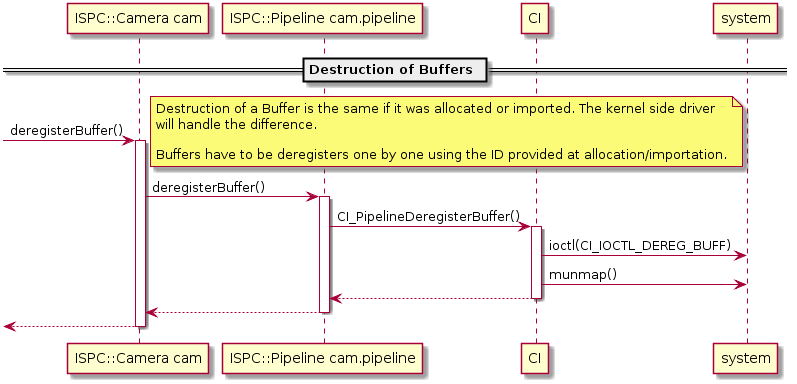 ISPC::Camera cam
ISPC::Pipeline cam.pipeline
CI
system
Destruction of Buffers
Destruction of a Buffer is the same if it was allocated or imported. The kernel side driver
will handle the difference.
Buffers have to be deregisters one by one using the ID provided at allocation/importation.
deregisterBuffer()
deregisterBuffer()
CI_PipelineDeregisterBuffer()
ioctl(CI_IOCTL_DEREG_BUFF)
munmap()
ISPC::Camera cam
ISPC::Pipeline cam.pipeline
CI
system